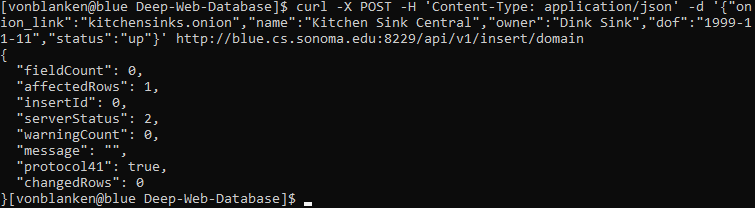 [vonblanken@blue Deep-Web-Database]$ curl -X POST -H 'Content-Type: application/json' -d '{"on
ion_link":"kitchensinks.onion","name":"Kitchen Sink Central","owner":"Dink Sink","dof":"1999-1
1-11","status":"up"}' http://blue.cs.sonoma.edu:8229/api/v1/insert/domain
{
  "fieldCount": 0,
  "affectedRows": 1,
  "insertId": 0,
  "serverStatus": 2,
  "warningCount": 0,
  "message": "",
  "protocol41": true,
  "changedRows": 0
}[vonblanken@blue Deep-Web-Database]$